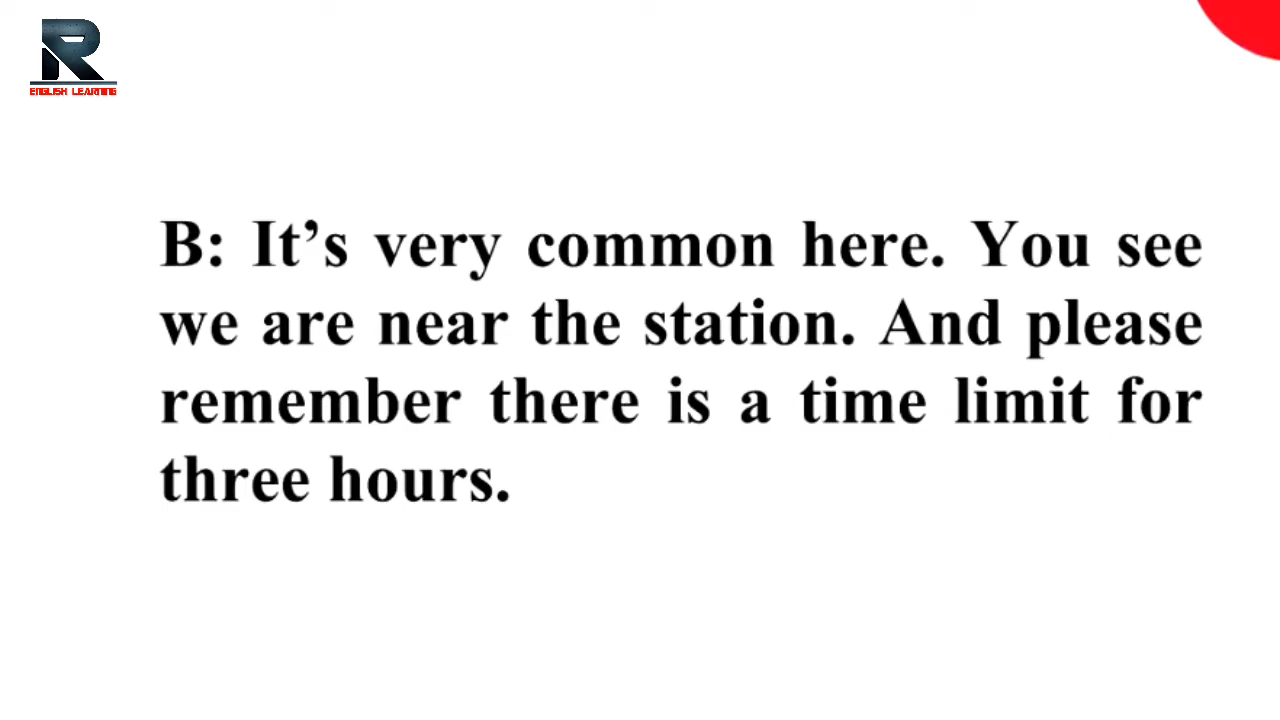 R
ENGLISH LEARNING
B: It’s very common here. You see
we are near the station. And please
remember there is a time limit for
three hours.